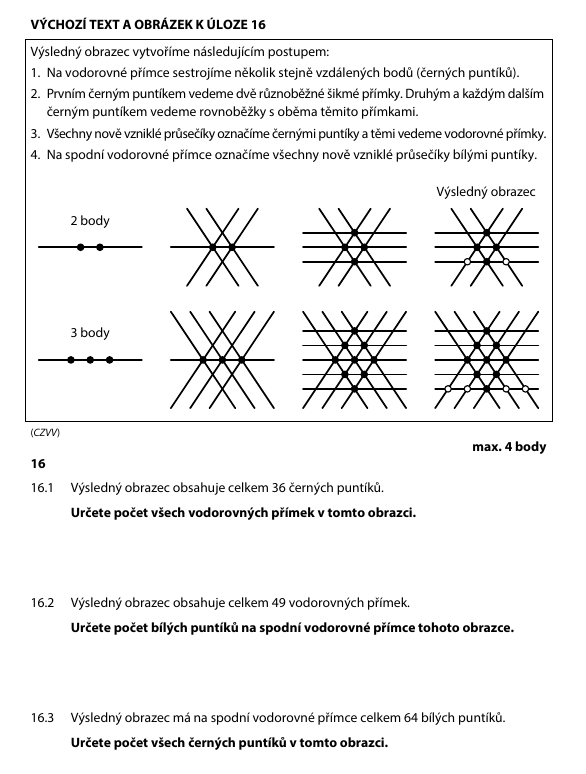 VÝCHOZÍ TEXT A OBRÁZEK K ÚLOZE 16
Výsledný obrazec vytvoříme následujícím postupem:
1. Na vodorovné přímce sestrojíme několik stejně vzdálených bodů (černých puntíků).
2. Prvním černým puntíkem vedeme dvě různoběžné šikmé přímky. Druhým a každým dalším
černým puntíkem vedeme rovnoběžky s oběma těmito přímkami.
3. Všechny nově vzniklé průsečíky označíme černými puntíky a těmi vedeme vodorovné přímky.
4. Na spodní vodorovné přímce označíme všechny nově vzniklé průsečíky bílými puntíky.
Výsledný obrazec
2 body
3 body
(CZVV)
max. 4 body
16
16.1 Výsledný obrazec obsahuje celkem 36 černých puntíků.
Určete počet všech vodorovných přímek v tomto obrazci.
16.2 Výsledný obrazec obsahuje celkem 49 vodorovných přímek.
Určete počet bílých puntíků na spodní vodorovné přímce tohoto obrazce.
16.3 Výsledný obrazec má na spodní vodorovné přímce celkem 64 bílých puntíků.
Určete počet všech černých puntíků v tomto obrazci.